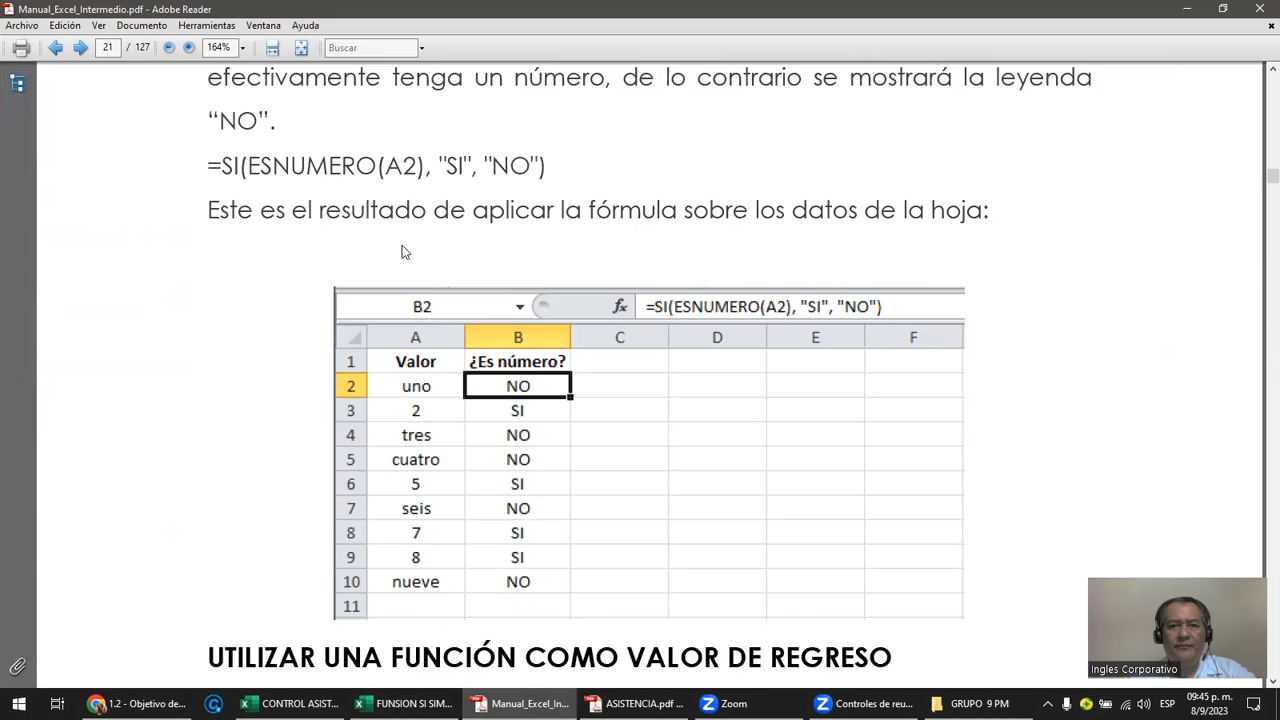 Manual_Excel_Intermedio.pdf - Adobe Reader
Archivo Edición Ver Documento Herramientas Ventana Ayuda
21 / 127 164% Buscar
efectivamente tenga un número, de lo contrario se mostrará la leyenda
“NO”.
=SI(ESNUMERO(A2), "SI", "NO")
Este es el resultado de aplicar la fórmula sobre los datos de la hoja:
B2 fx =SI(ESNUMERO(A2), "SI", "NO")
A B C D E F
1 Valor ¿Es número?
2 uno NO
3 2 SI
4 tres NO
5 cuatro NO
6 5 SI
7 seis NO
8 7 SI
9 8 SI
10 nueve NO
11
UTILIZAR UNA FUNCIÓN COMO VALOR DE REGRESO
Ingles Corporativo
1.2 - Objetivo de... CONTROL ASIST... FUNSION SI SIM... Manual_Excel_In... ASISTENCIA.pdf ... Zoom Controles de reu... GRUPO 9 PM ESP 09:45 p. m.
8/9/2023